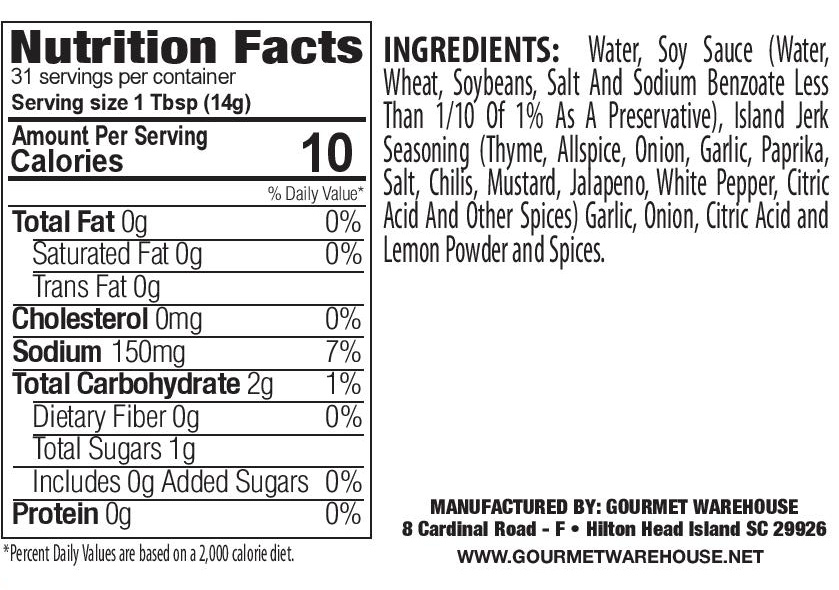 Nutrition Facts
31 servings per container
Serving size 1 Tbsp (14g)
Amount Per Serving
Calories 10
% Daily Value*
Total Fat 0g 0%
Saturated Fat 0g 0%
Trans Fat 0g
Cholesterol 0mg 0%
Sodium 150mg 7%
Total Carbohydrate 2g 1%
Dietary Fiber 0g 0%
Total Sugars 1g
Includes 0g Added Sugars 0%
Protein 0g 0%
*Percent Daily Values are based on a 2,000 calorie diet.
INGREDIENTS: Water, Soy Sauce (Water,
Wheat, Soybeans, Salt And Sodium Benzoate Less
Than 1/10 Of 1% As A Preservative), Island Jerk
Seasoning (Thyme, Allspice, Onion, Garlic, Paprika,
Salt, Chilis, Mustard, Jalapeno, White Pepper, Citric
Acid And Other Spices) Garlic, Onion, Citric Acid and
Lemon Powder and Spices.
MANUFACTURED BY: GOURMET WAREHOUSE
8 Cardinal Road - F • Hilton Head Island SC 29926
WWW.GOURMETWAREHOUSE.NET